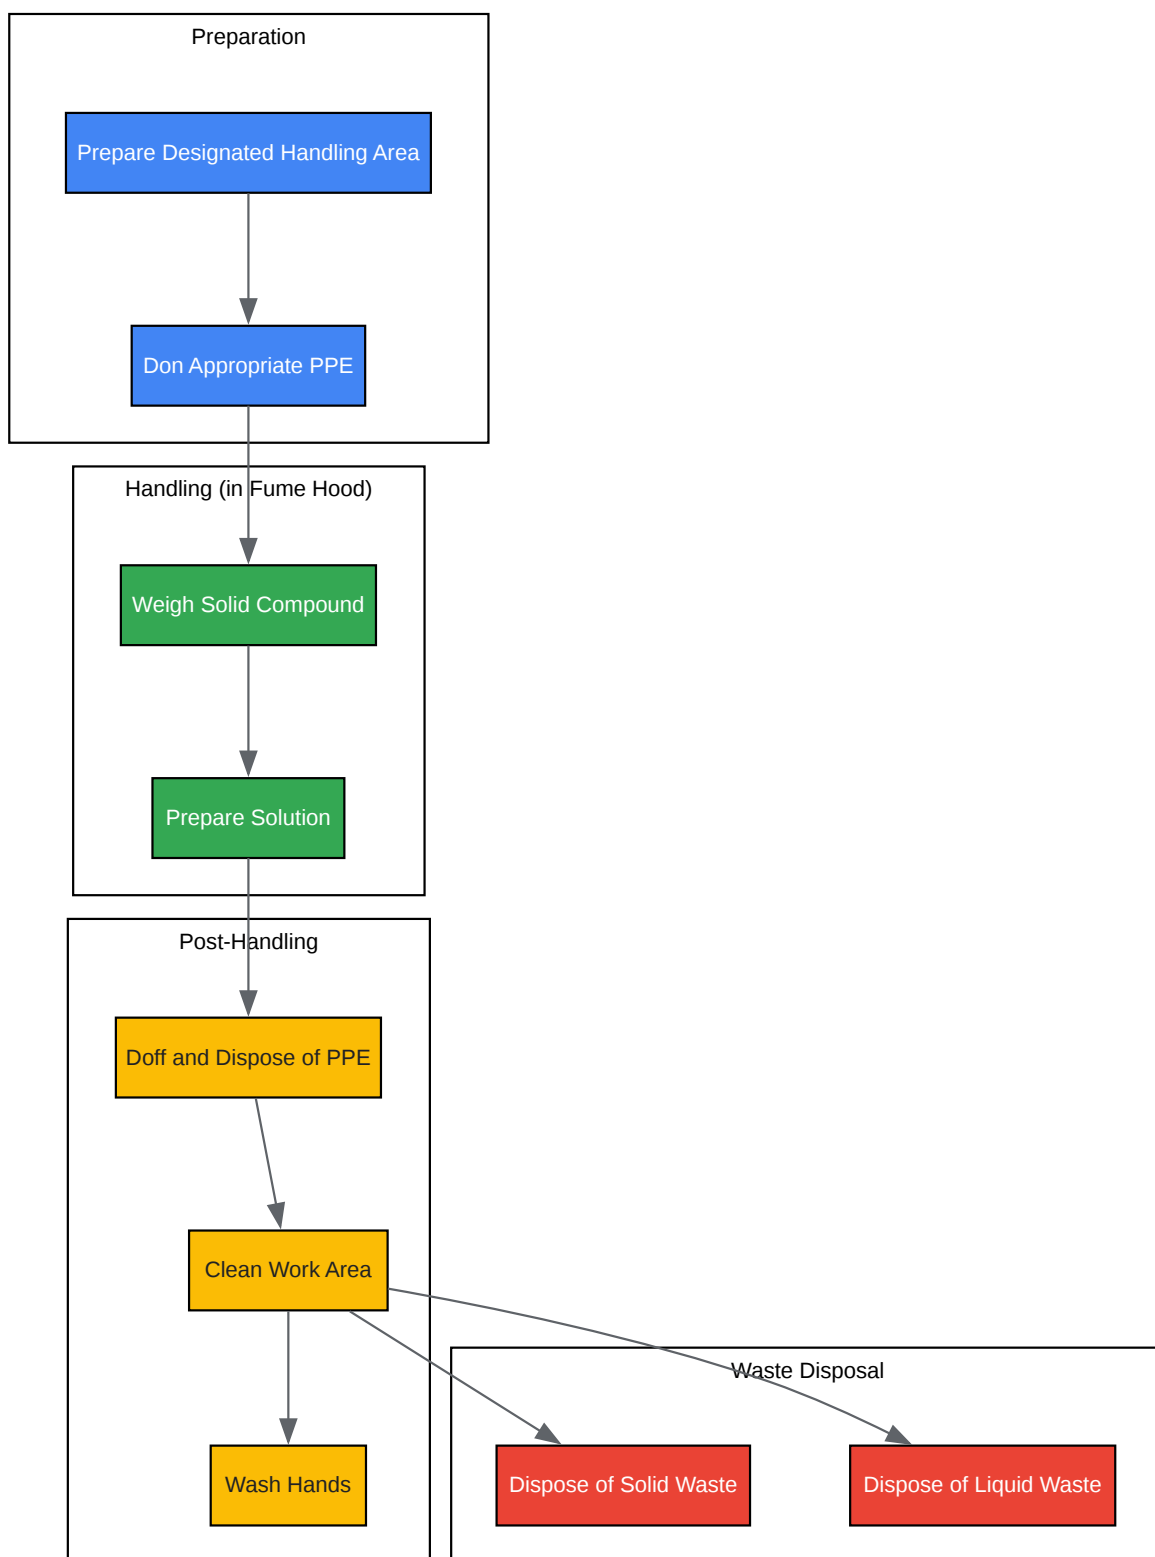 Preparation
Prepare Designated Handling Area
Don Appropriate PPE
Handling (in Fume Hood)
Weigh Solid Compound
Prepare Solution
Post-Handling
Doff and Dispose of PPE
Clean Work Area
Waste Disposal
Wash Hands
Dispose of Solid Waste
Dispose of Liquid Waste